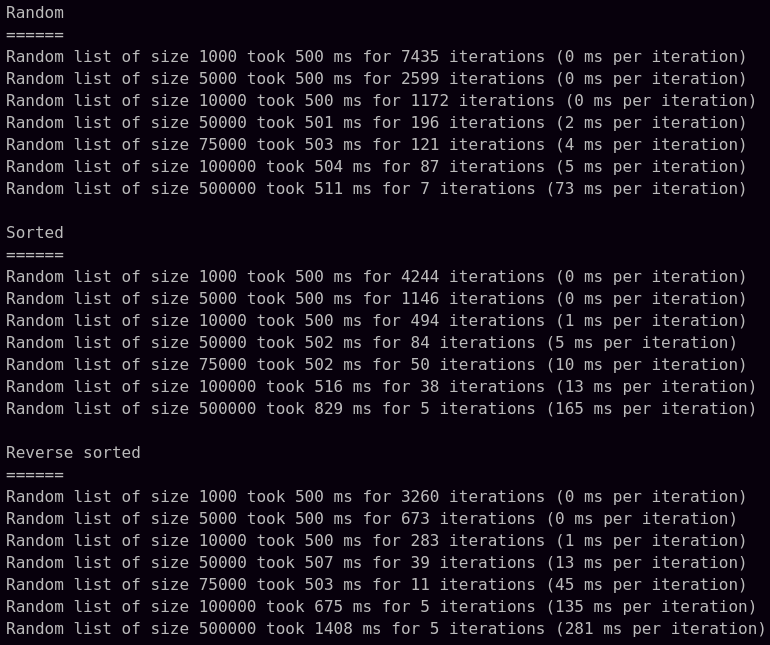 Random
======
Random list of size 1000 took 500 ms for 7435 iterations (0 ms per iteration)
Random list of size 5000 took 500 ms for 2599 iterations (0 ms per iteration)
Random list of size 10000 took 500 ms for 1172 iterations (0 ms per iteration)
Random list of size 50000 took 501 ms for 196 iterations (2 ms per iteration)
Random list of size 75000 took 503 ms for 121 iterations (4 ms per iteration)
Random list of size 100000 took 504 ms for 87 iterations (5 ms per iteration)
Random list of size 500000 took 511 ms for 7 iterations (73 ms per iteration)

Sorted
======
Random list of size 1000 took 500 ms for 4244 iterations (0 ms per iteration)
Random list of size 5000 took 500 ms for 1146 iterations (0 ms per iteration)
Random list of size 10000 took 500 ms for 494 iterations (1 ms per iteration)
Random list of size 50000 took 502 ms for 84 iterations (5 ms per iteration)
Random list of size 75000 took 502 ms for 50 iterations (10 ms per iteration)
Random list of size 100000 took 516 ms for 38 iterations (13 ms per iteration)
Random list of size 500000 took 829 ms for 5 iterations (165 ms per iteration)

Reverse sorted
======
Random list of size 1000 took 500 ms for 3260 iterations (0 ms per iteration)
Random list of size 5000 took 500 ms for 673 iterations (0 ms per iteration)
Random list of size 10000 took 500 ms for 283 iterations (1 ms per iteration)
Random list of size 50000 took 507 ms for 39 iterations (13 ms per iteration)
Random list of size 75000 took 503 ms for 11 iterations (45 ms per iteration)
Random list of size 100000 took 675 ms for 5 iterations (135 ms per iteration)
Random list of size 500000 took 1408 ms for 5 iterations (281 ms per iteration)